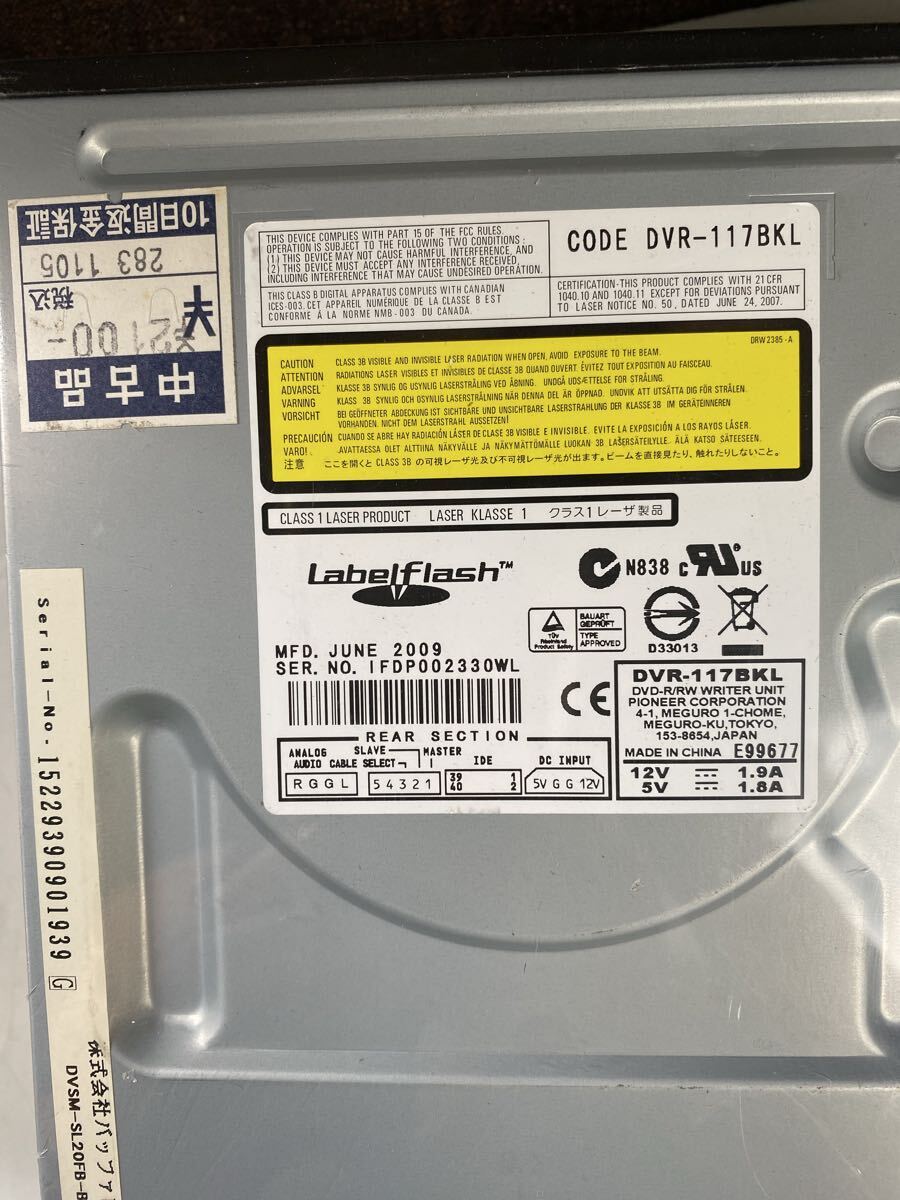 10日間返金保証
283 1105
税込
¥2100-
中古品
THIS DEVICE COMPLIES WITH PART 15 OF THE FCC RULES.
OPERATION IS SUBJECT TO THE FOLLOWING TWO CONDITIONS :
(1) THIS DEVICE MAY NOT CAUSE HARMFUL INTERFERENCE, AND
(2) THIS DEVICE MUST ACCEPT ANY INTERFERENCE RECEIVED,
INCLUDING INTERFERENCE THAT MAY CAUSE UNDESIRED OPERATION.
THIS CLASS B DIGITAL APPARATUS COMPLIES WITH CANADIAN
ICES-003. CET APPAREIL NUMÉRIQUE DE LA CLASSE B EST
CONFORME À LA NORME NMB-003 DU CANADA.
CODE DVR-117BKL
CERTIFICATION-THIS PRODUCT COMPLIES WITH 21 CFR
1040.10 AND 1040.11 EXCEPT FOR DEVIATIONS PURSUANT
TO LASER NOTICE NO. 50, DATED JUNE 24, 2007.
DRW 2385 - A
CAUTION CLASS 3B VISIBLE AND INVISIBLE LASER RADIATION WHEN OPEN, AVOID EXPOSURE TO THE BEAM.
ATTENTION RADIATIONS LASER VISIBLES ET INVISIBLES DE CLASSE 3B QUAND OUVERT. ÉVITEZ TOUT EXPOSITION AU FAISCEAU.
ADVARSEL KLASSE 3B SYNLIG OG USYNLIG LASERSTRÅLING VED ÅBNING. UNDGÅ UDSÆTTELSE FOR STRÅLING.
VARNING KLASS 3B SYNLIG OCH OSYNLIG LASERSTRÅLNING NÄR DENNA DEL ÄR ÖPPNAD. UNDVIK ATT UTSÄTTA DIG FÖR STRÅLEN.
VORSICHT BEI GEÖFFNETER ABDECKUNG IST SICHTBARE UND UNSICHTBARE LASERSTRAHLUNG DER KLASSE 3B IM GERÄTEINNEREN
VORHANDEN. NICHT DEM LASERSTRAHL AUSSETZEN!
PRECAUCIÓN CUANDO SE ABRE HAY RADIACIÓN LÁSER DE CLASE 3B VISIBLE E INVISIBLE. EVITE LA EXPOSICIÓN A LOS RAYOS LÁSER.
VARO! AVATTAESSA OLET ALTTIINA NÄKYVÄLLE JA NÄKYMÄTTÖMÄLLE LUOKAN 3B LASERSÄTEILYLLE. ÄLÄ KATSO SÄTEESEEN.
注意 ここを開くと CLASS 3B の可視レーザ光及び不可視レーザ光が出ます。ビームを直接見たり、触れたりしないこと。
CLASS 1 LASER PRODUCT LASER KLASSE 1 クラス1 レーザ製品
Labelflash™
N838 c RU ® US
TÜV
Rheinland
Product Safety
BAUART
GEPRÜFT
TYPE
APPROVED
D33013
MFD. JUNE 2009
SER. NO. IFDP002330WL
CE
DVR-117BKL
DVD-R/RW WRITER UNIT
PIONEER CORPORATION
4-1, MEGURO 1-CHOME,
MEGURO-KU,TOKYO,
153-8654,JAPAN
MADE IN CHINA E99677
12V 1.9A
5V 1.8A
REAR SECTION
ANALOG AUDIO
SLAVE MASTER
CABLE SELECT
IDE
DC INPUT
R G G L
5 4 3 2 1
39 1
40 2
5V G G 12V
Serial-No. 15229390901939 G
株式会社バッファ
DVSM-SL20FB-B